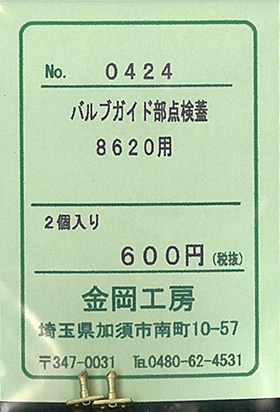 No. 0424
バルブガイド部点検蓋
8620用
2個入り
600円(税抜)
金岡工房
埼玉県加須市南町10-57
〒347-0031 TEL0480-62-4531